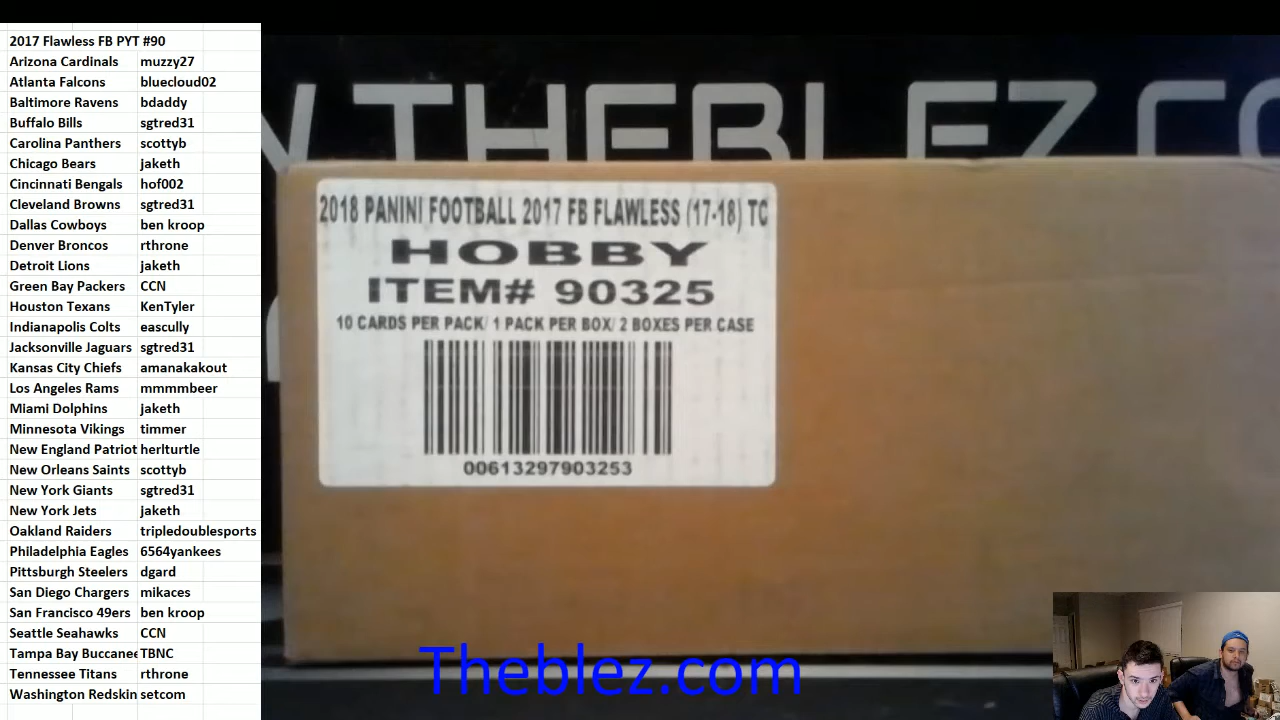 2017 Flawless FB PYT #90
Arizona Cardinals muzzy27
Atlanta Falcons bluecloud02
Baltimore Ravens bdaddy
Buffalo Bills sgtred31
Carolina Panthers scottyb
Chicago Bears jaketh
Cincinnati Bengals hof002
Cleveland Browns sgtred31
Dallas Cowboys ben kroop
Denver Broncos rthrone
Detroit Lions jaketh
Green Bay Packers CCN
Houston Texans KenTyler
Indianapolis Colts eascully
Jacksonville Jaguars sgtred31
Kansas City Chiefs amanakakout
Los Angeles Rams mmmmbeer
Miami Dolphins jaketh
Minnesota Vikings timmer
New England Patriot herlturtle
New Orleans Saints scottyb
New York Giants sgtred31
New York Jets jaketh
Oakland Raiders tripledoublesports
Philadelphia Eagles 6564yankees
Pittsburgh Steelers dgard
San Diego Chargers mikaces
San Francisco 49ers ben kroop
Seattle Seahawks CCN
Tampa Bay Buccanee TBNC
Tennessee Titans rthrone
Washington Redskin setcom
THEBLEZ.CO
2018 PANINI FOOTBALL 2017 FB FLAWLESS (17-18) TC
HOBBY
ITEM# 90325
10 CARDS PER PACK/ 1 PACK PER BOX/ 2 BOXES PER CASE
00613297903253
Theblez.com